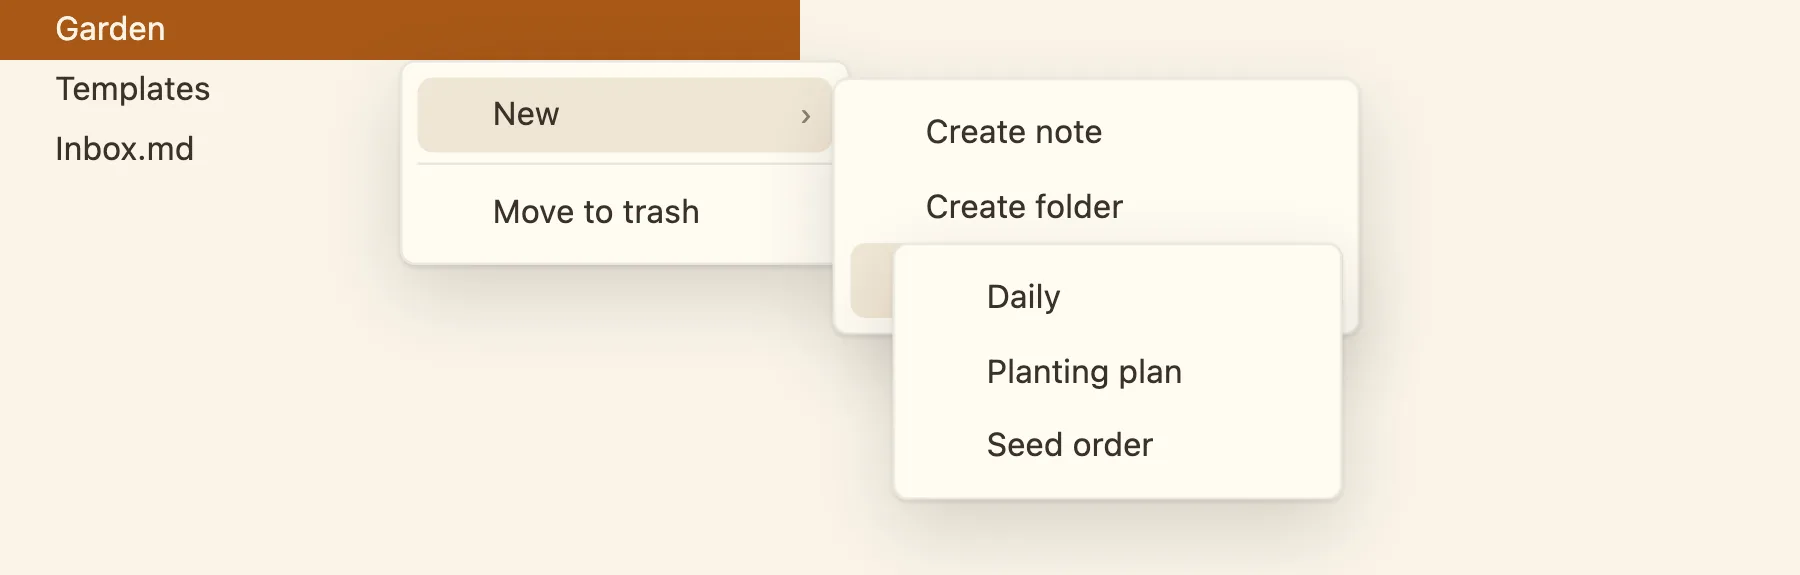 Garden
Templates
Inbox.md
New ›
Move to trash
Create note
Create folder
Daily
Planting plan
Seed order